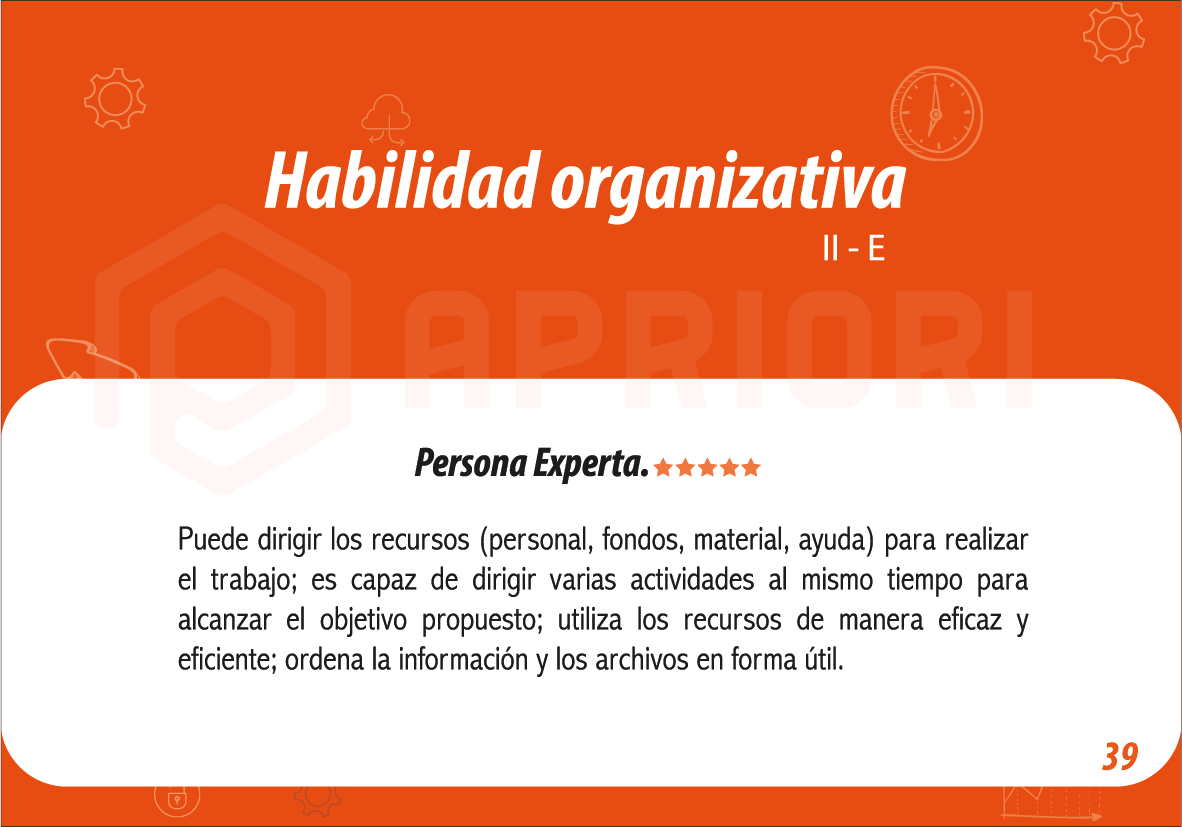 Habilidad organizativa
II - E
APRIORI
Persona Experta.
Puede dirigir los recursos (personal, fondos, material, ayuda) para realizar
el trabajo; es capaz de dirigir varias actividades al mismo tiempo para
alcanzar el objetivo propuesto; utiliza los recursos de manera eficaz y
eficiente; ordena la información y los archivos en forma útil.
39